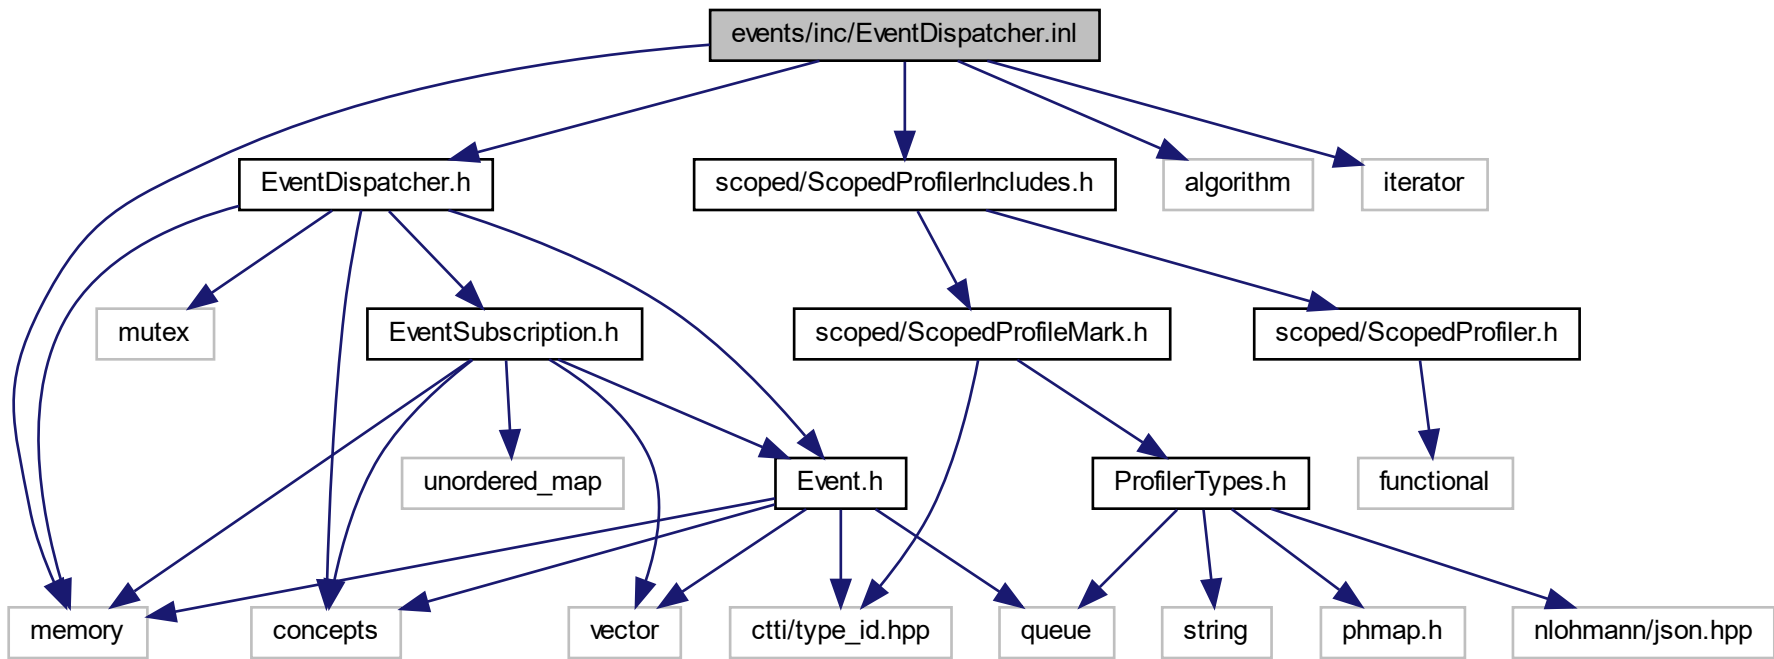 events/inc/EventDispatcher.inl
EventDispatcher.h
scoped/ScopedProfilerIncludes.h
algorithm
iterator
mutex
EventSubscription.h
scoped/ScopedProfileMark.h
scoped/ScopedProfiler.h
unordered_map
Event.h
ProfilerTypes.h
functional
memory
concepts
vector
ctti/type_id.hpp
queue
string
phmap.h
nlohmann/json.hpp